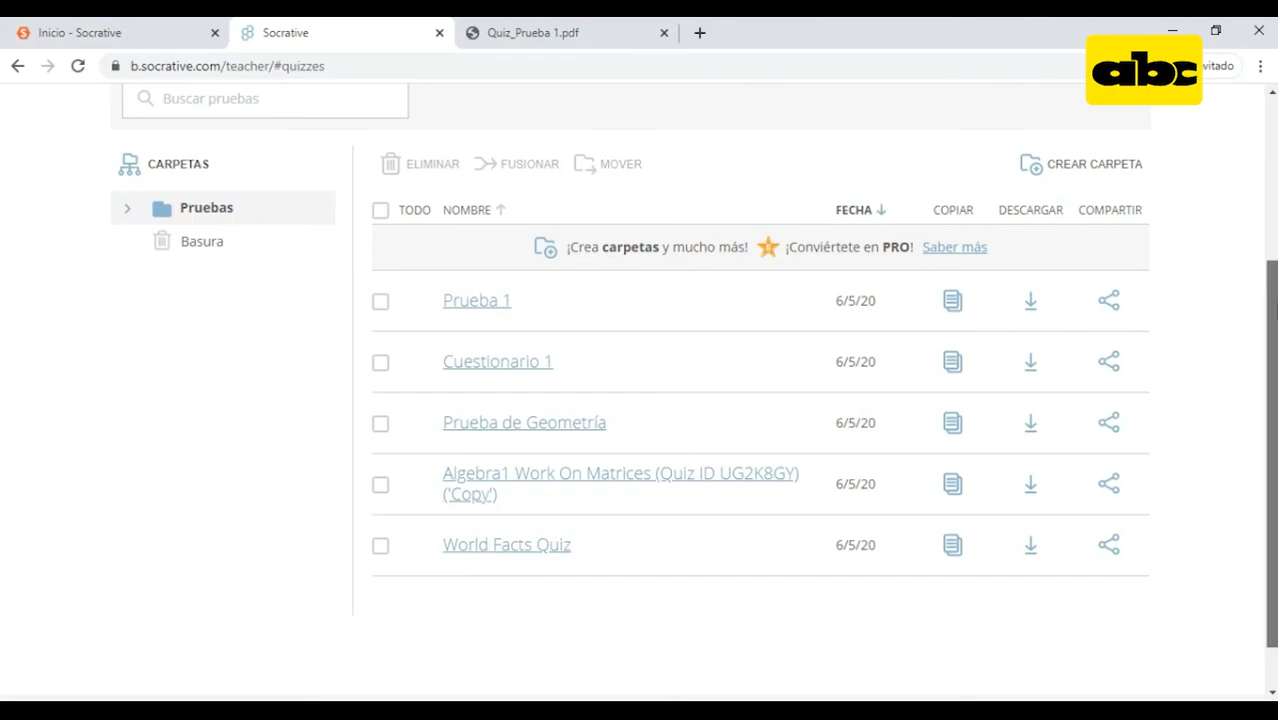 Inicio - Socrative
Socrative
Quiz_Prueba 1.pdf
b.socrative.com/teacher/#quizzes
vitado
abc
Buscar pruebas
CARPETAS
ELIMINAR
FUSIONAR
MOVER
CREAR CARPETA
Pruebas
Basura
TODO
NOMBRE
FECHA
COPIAR
DESCARGAR
COMPARTIR
¡Crea carpetas y mucho más! ¡Conviértete en PRO! Saber más
Prueba 1
6/5/20
Cuestionario 1
6/5/20
Prueba de Geometría
6/5/20
Algebra1 Work On Matrices (Quiz ID UG2K8GY)
('Copy')
6/5/20
World Facts Quiz
6/5/20